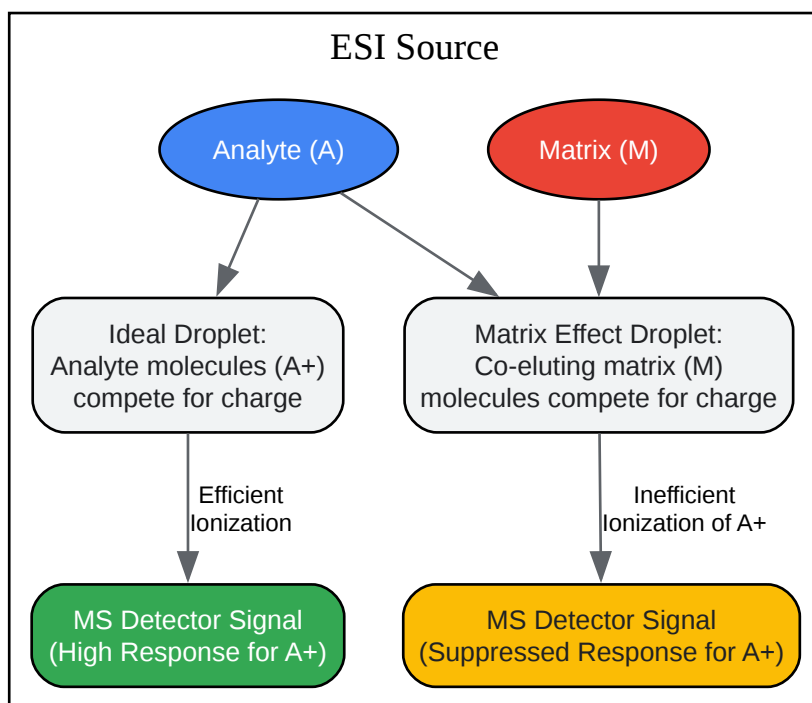 ESI Source
Analyte (A)
Matrix (M)
Ideal Droplet:
Analyte molecules (A+)
compete for charge
Matrix Effect Droplet:
Co-eluting matrix (M)
molecules compete for charge
Efficient
Ionization
Inefficient
Ionization of A+
MS Detector Signal
(High Response for A+)
MS Detector Signal
(Suppressed Response for A+)